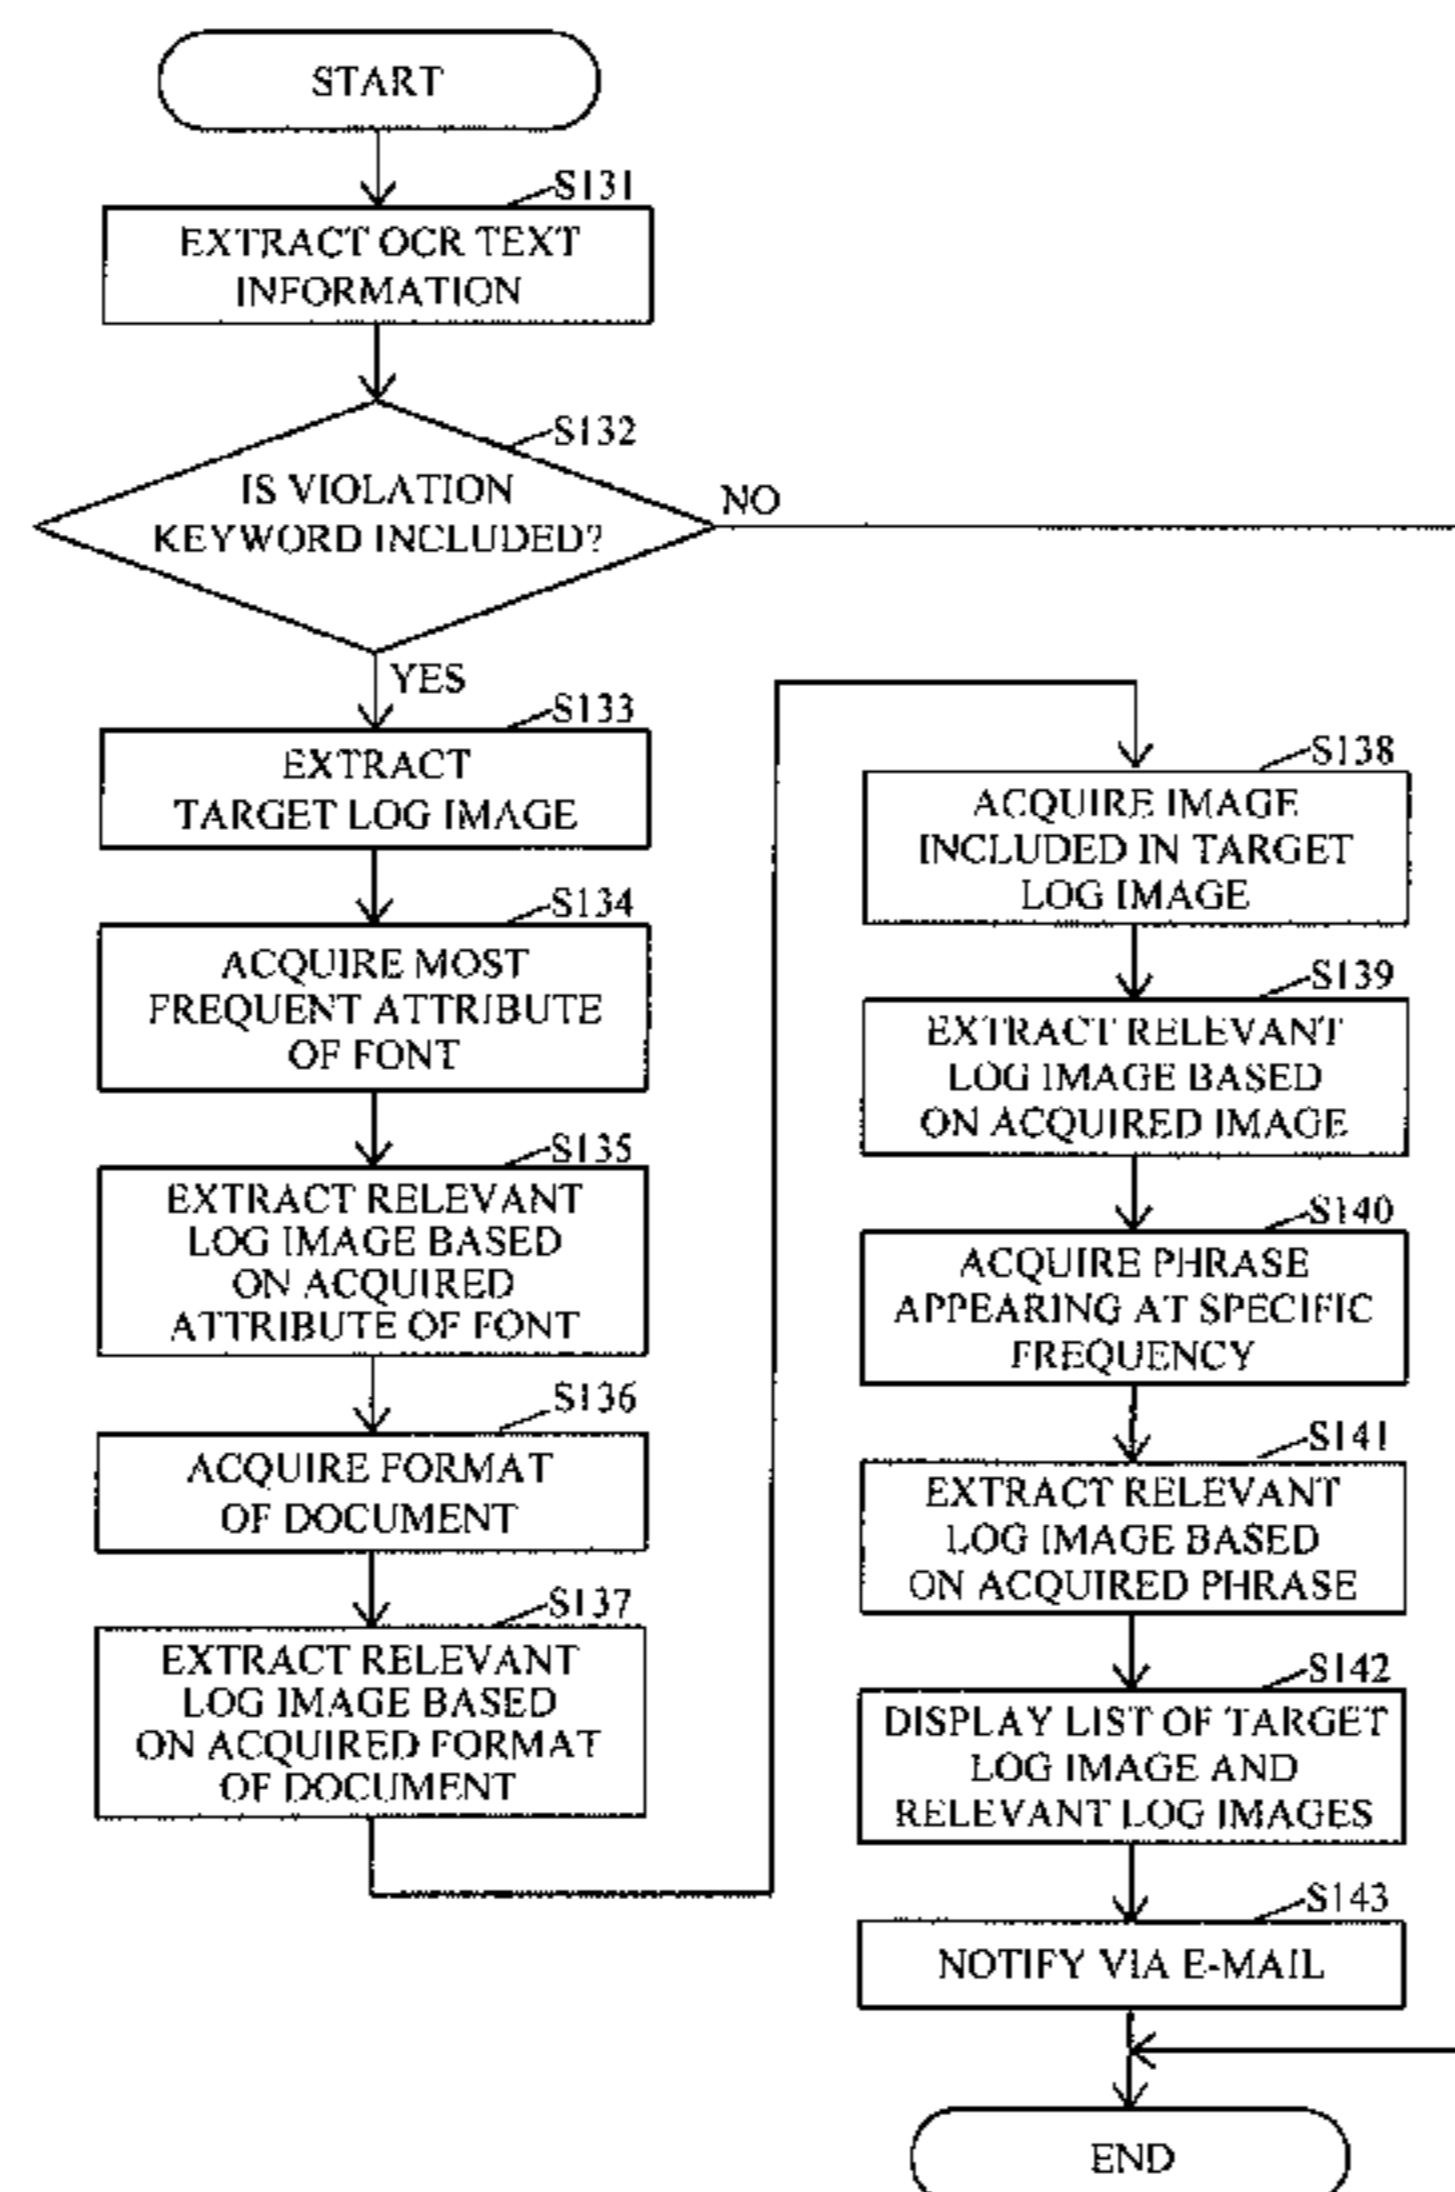 START
S131
EXTRACT OCR TEXT
INFORMATION
S132
IS VIOLATION
KEYWORD INCLUDED?
NO
YES
S133
EXTRACT
TARGET LOG IMAGE
S134
ACQUIRE MOST
FREQUENT ATTRIBUTE
OF FONT
S135
EXTRACT RELEVANT
LOG IMAGE BASED
ON ACQUIRED
ATTRIBUTE OF FONT
S136
ACQUIRE FORMAT
OF DOCUMENT
S137
EXTRACT RELEVANT
LOG IMAGE BASED
ON ACQUIRED FORMAT
OF DOCUMENT
S138
ACQUIRE IMAGE
INCLUDED IN TARGET
LOG IMAGE
S139
EXTRACT RELEVANT
LOG IMAGE BASED
ON ACQUIRED IMAGE
S140
ACQUIRE PHRASE
APPEARING AT SPECIFIC
FREQUENCY
S141
EXTRACT RELEVANT
LOG IMAGE BASED
ON ACQUIRED PHRASE
S142
DISPLAY LIST OF TARGET
LOG IMAGE AND
RELEVANT LOG IMAGES
S143
NOTIFY VIA E-MAIL
END